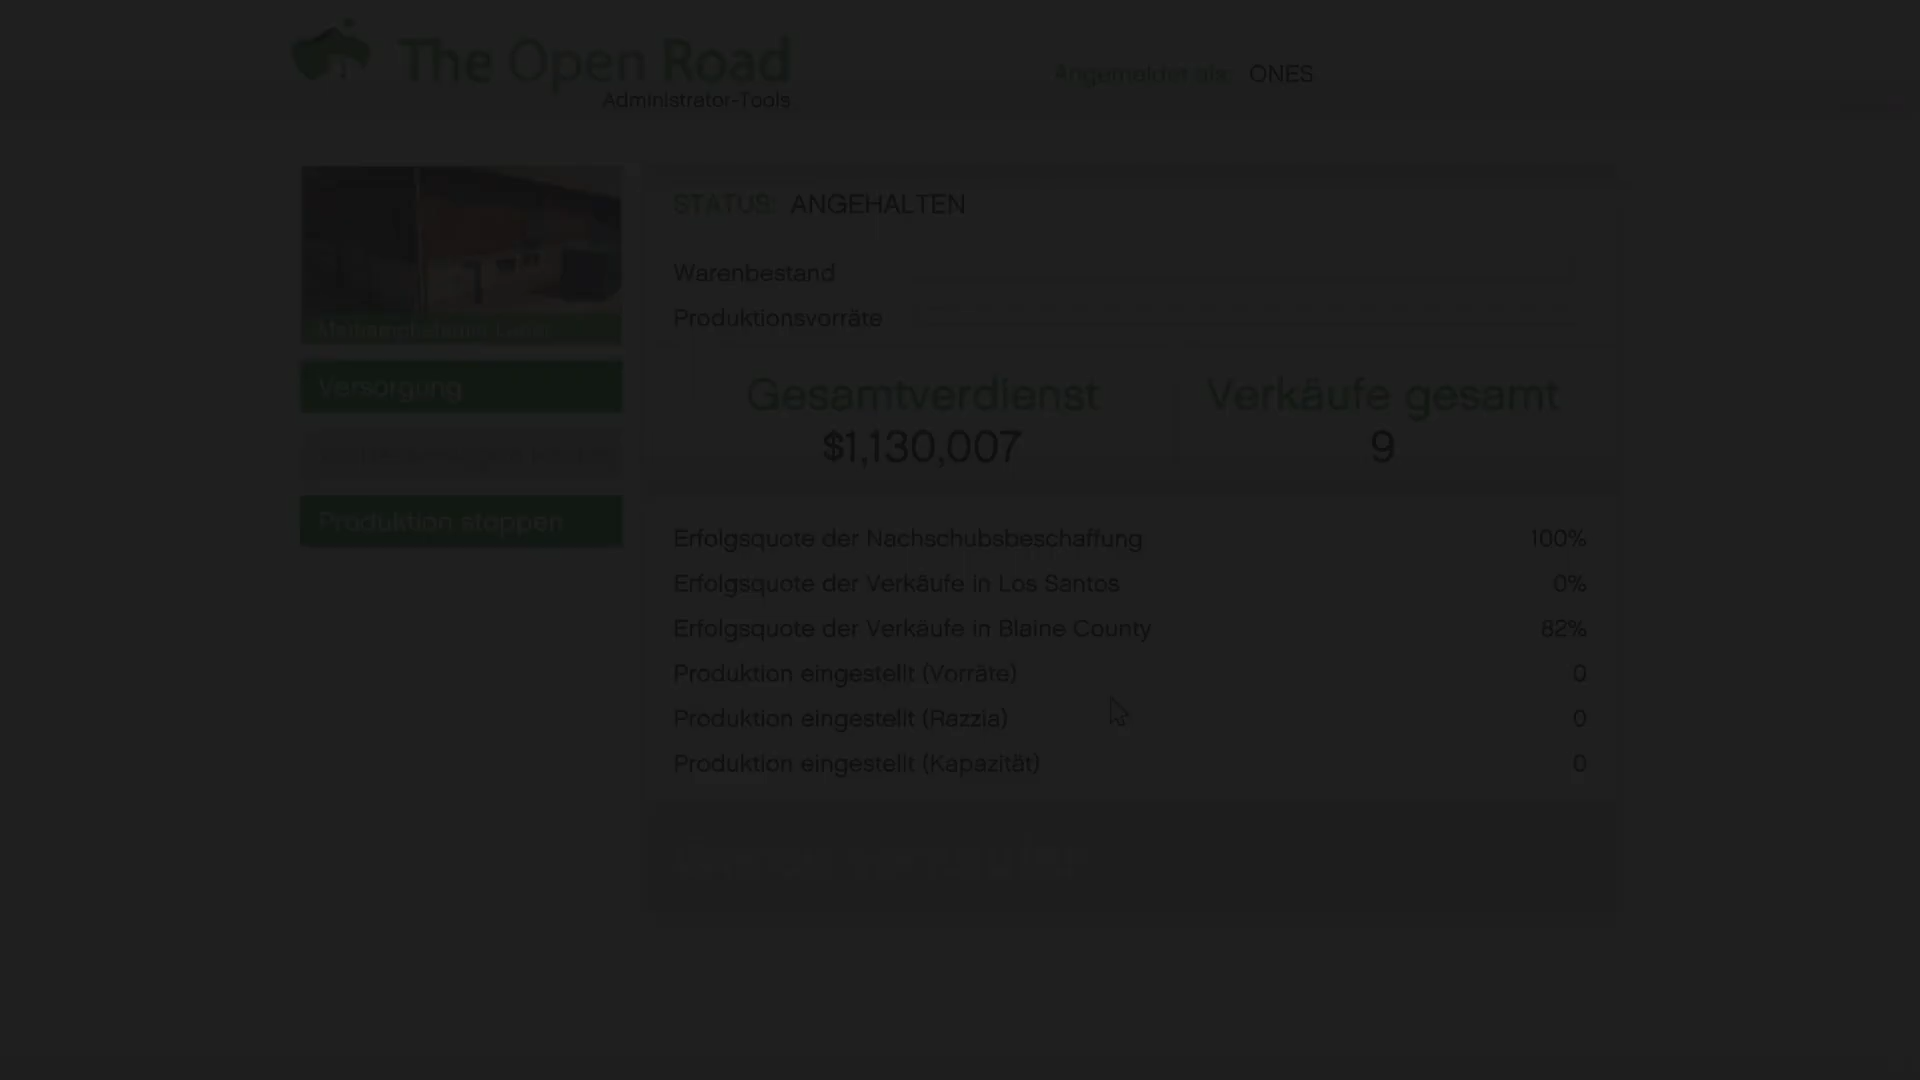 The Open Road
Administrator-Tools
Angemeldet als: ONES
STATUS: ANGEHALTEN
Warenbestand
Produktionsvorräte
Versorgung
Gesamtverdienst
$1,130,007
Verkäufe gesamt
9
Produktion stoppen
Erfolgsquote der Nachschubsbeschaffung 100%
Erfolgsquote der Verkäufe in Los Santos 0%
Erfolgsquote der Verkäufe in Blaine County 82%
Produktion eingestellt (Vorräte) 0
Produktion eingestellt (Razzia) 0
Produktion eingestellt (Kapazität) 0